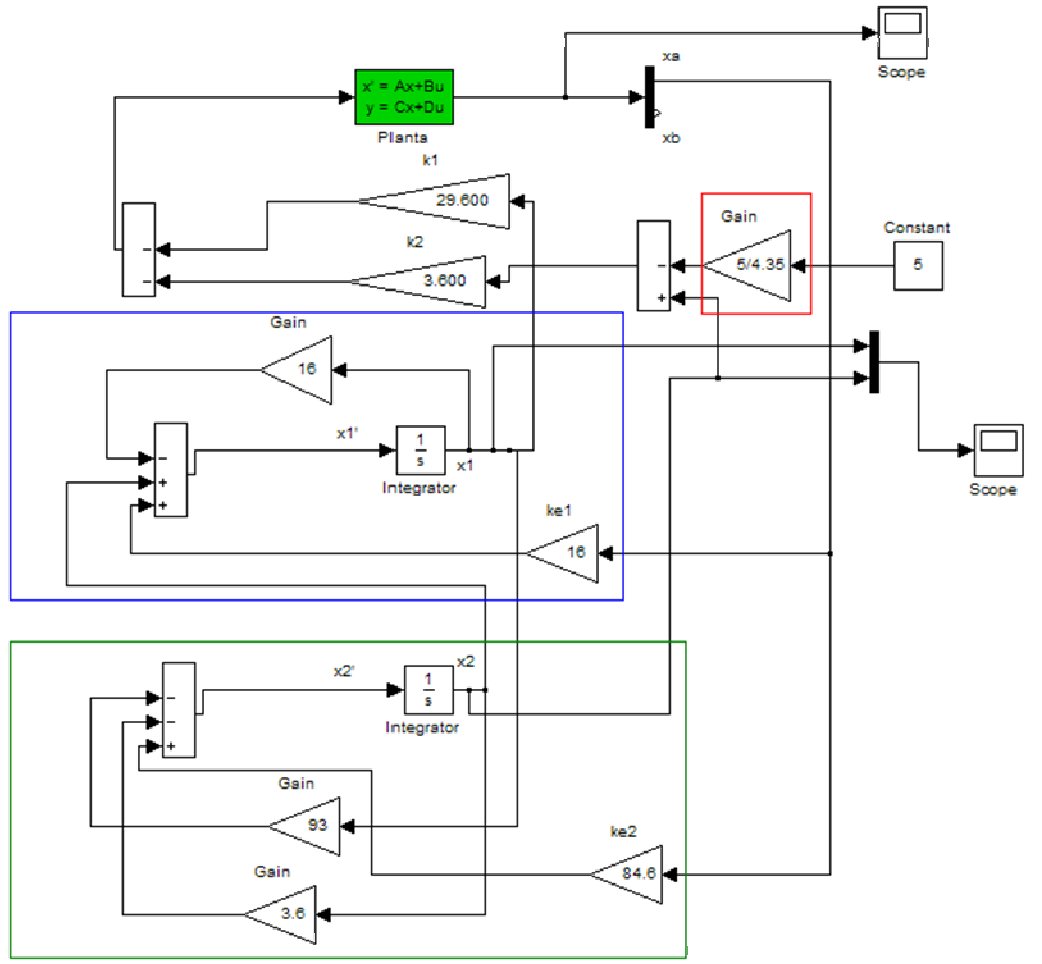 Scope
xa
x' = Ax+Bu
y = Cx+Du
Pllanta
xb
k1
29.600
-
-
k2
3.600
-
+
Gain
5/4.35
Constant
5
Gain
16
x1'
1
s
x1
Integrator
-
+
+
ke1
16
Scope
x2'
1
s
x2
Integrator
-
-
+
Gain
93
ke2
84.6
Gain
3.6